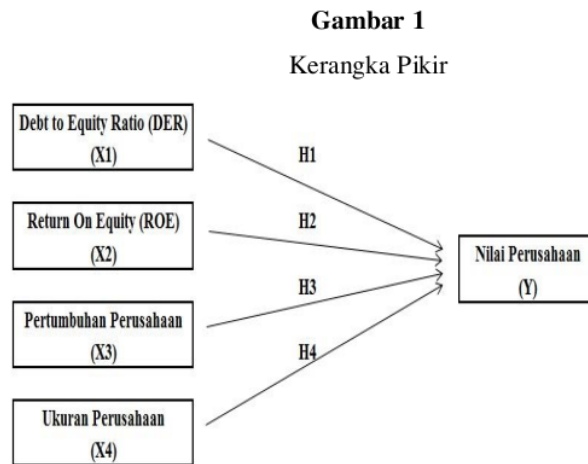 Gambar 1
Kerangka Pikir
Debt to Equity Ratio (DER)
(X1)
H1
Return On Equity (ROE)
(X2)
H2
Nilai Perusahaan
(Y)
H3
Pertumbuhan Perusahaan
(X3)
H4
Ukuran Perusahaan
(X4)